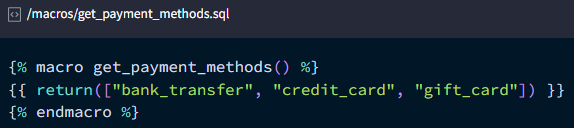 /macros/get_payment_methods.sql
{% macro get_payment_methods() %}
{{ return(["bank_transfer", "credit_card", "gift_card"]) }}
{% endmacro %}